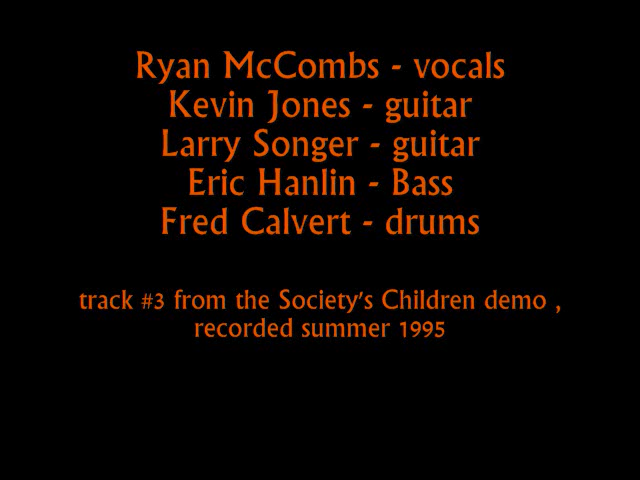 Ryan McCombs - vocals
Kevin Jones - guitar
Larry Songer - guitar
Eric Hanlin - Bass
Fred Calvert - drums
track #3 from the Society's Children demo ,
recorded summer 1995